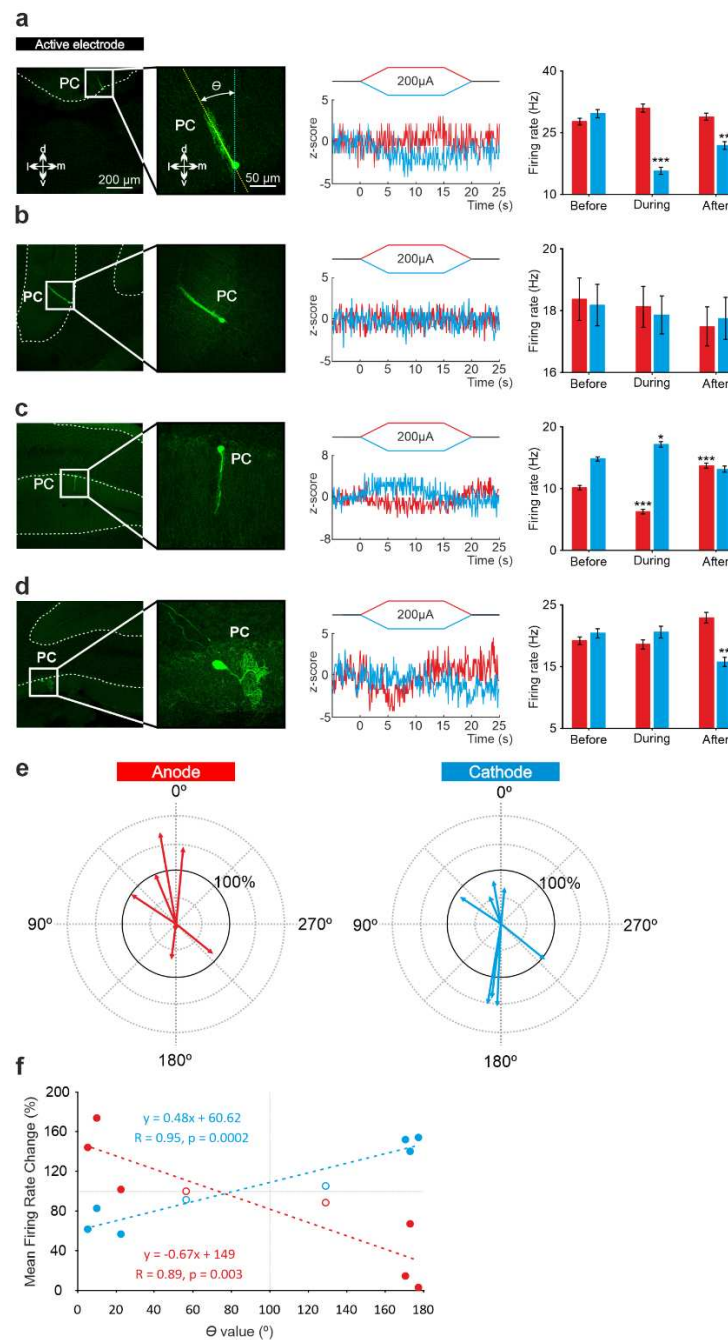 a
Active electrode
PC
d
l m
v
200 µm
PC
ϴ
d
l m
v
50 µm
200µA
z-score
5
0
-5
0 5 10 15 20 25
Time (s)
Firing rate (Hz)
40
25
10
***
**
Before During After
b
PC
PC
200µA
z-score
5
0
-5
0 5 10 15 20 25
Time (s)
Firing rate (Hz)
20
18
16
Before During After
c
PC
PC
200µA
z-score
8
0
-8
0 5 10 15 20 25
Time (s)
Firing rate (Hz)
20
10
0
***
*
***
Before During After
d
PC
PC
200µA
z-score
5
0
-5
0 5 10 15 20 25
Time (s)
Firing rate (Hz)
25
15
5
**
Before During After
e
Anode Cathode
0º 0º
100% 100%
90º 270º 90º 270º
180º 180º
f
Mean Firing Rate Change (%)
200
160
120
80
40
0
y = 0.48x + 60.62
R = 0.95, p = 0.0002
y = -0.67x + 149
R = 0.89, p = 0.003
0 20 40 60 80 100 120 140 160 180
ϴ value (º)